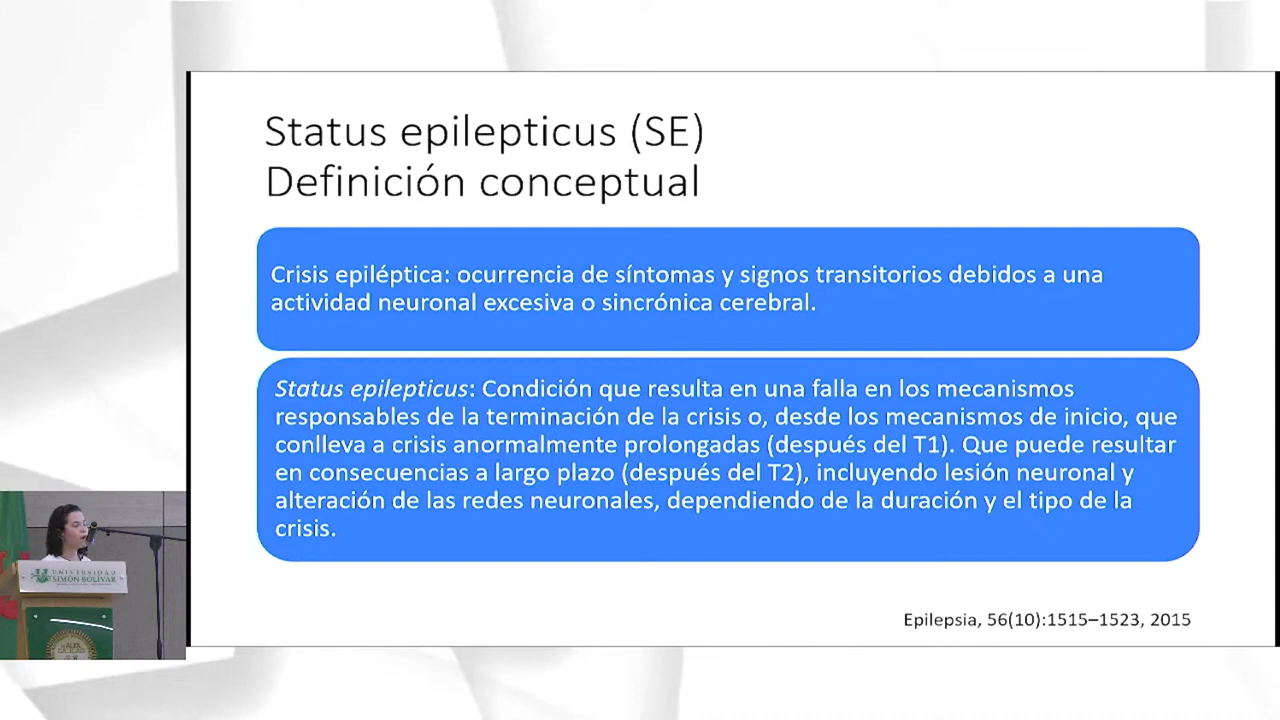 Status epilepticus (SE)
Definición conceptual
Crisis epiléptica: ocurrencia de síntomas y signos transitorios debidos a una
actividad neuronal excesiva o sincrónica cerebral.
Status epilepticus: Condición que resulta en una falla en los mecanismos
responsables de la terminación de la crisis o, desde los mecanismos de inicio, que
conlleva a crisis anormalmente prolongadas (después del T1). Que puede resultar
en consecuencias a largo plazo (después del T2), incluyendo lesión neuronal y
alteración de las redes neuronales, dependiendo de la duración y el tipo de la
crisis.
Epilepsia, 56(10):1515–1523, 2015
UNIVERSIDAD
SIMÓN BOLÍVAR